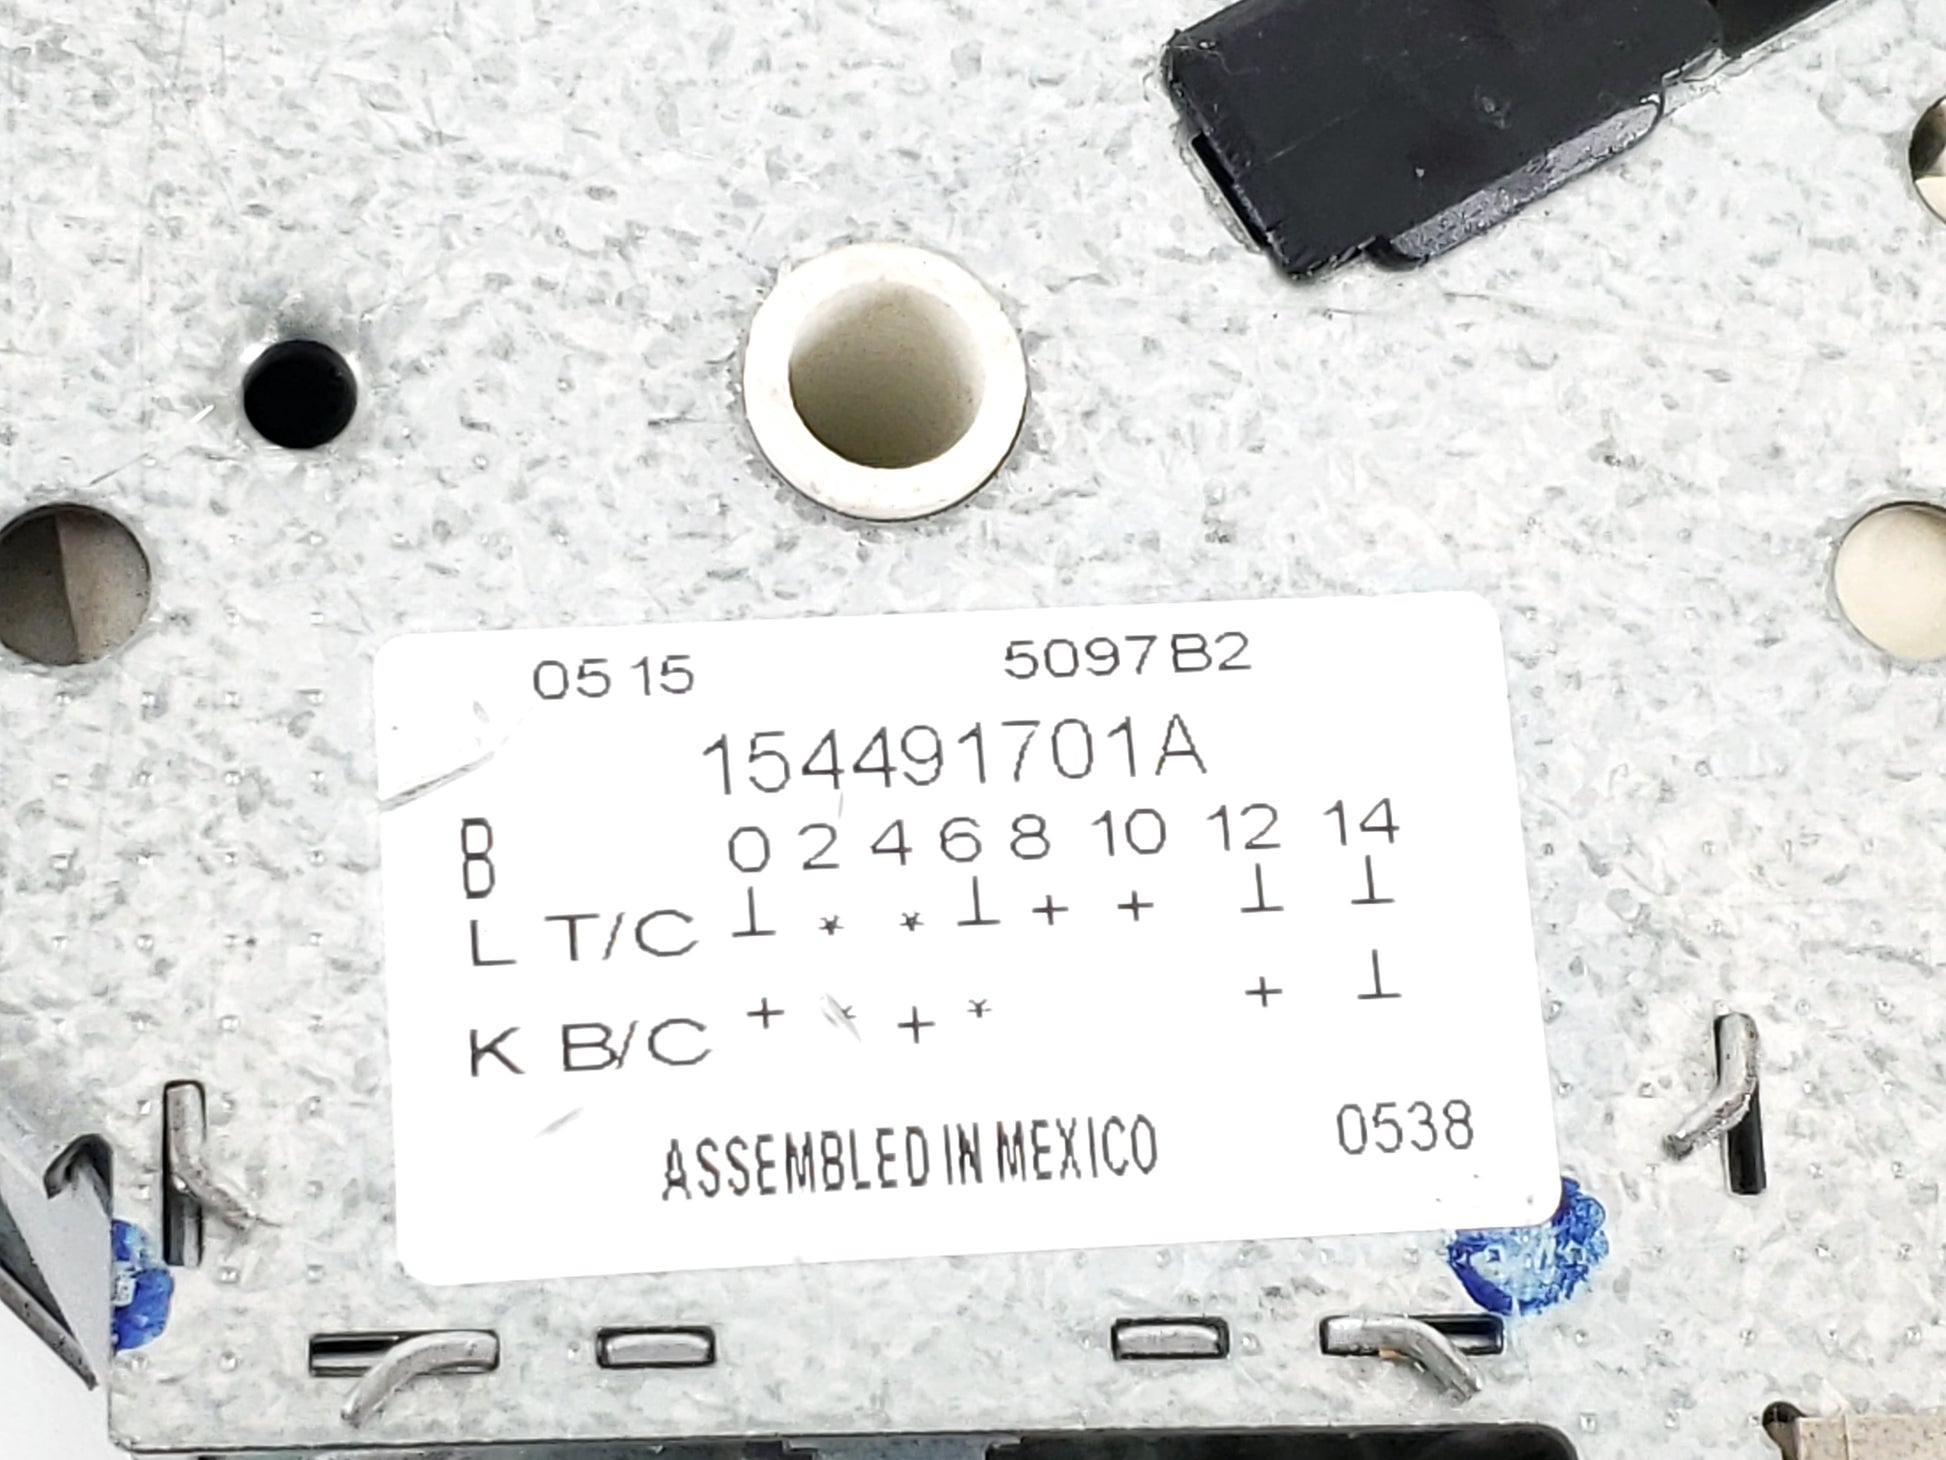 0515 5097B2
154491701A
B 0 2 4 6 8 10 12 14
L T/C ⊥ * * ⊥ + + ⊥ ⊥
K B/C + * + * + ⊥
ASSEMBLED IN MEXICO 0538